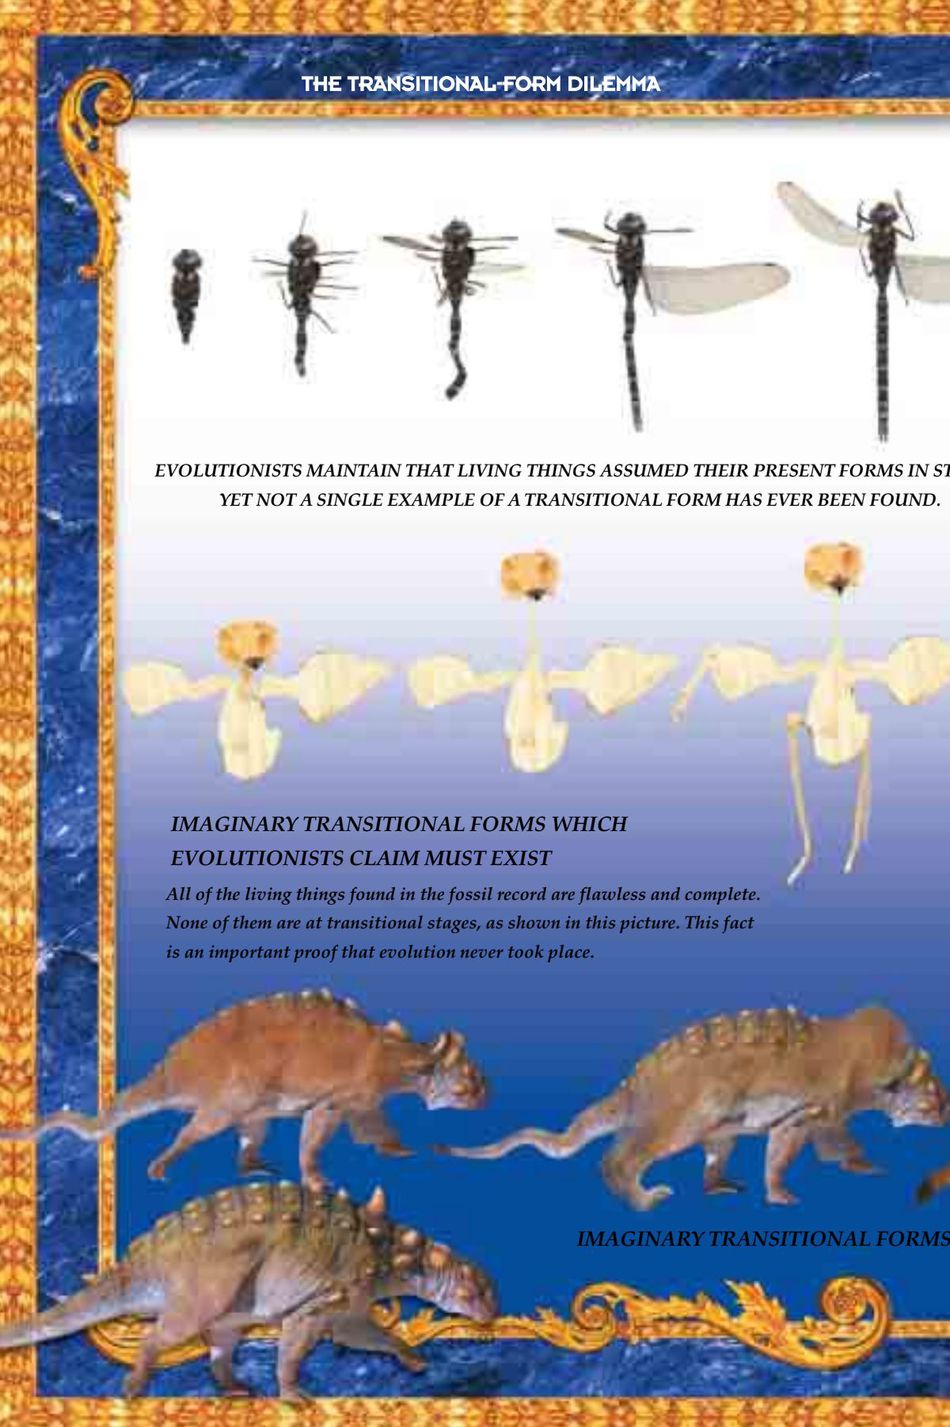 THE TRANSITIONAL-FORM DILEMMA
EVOLUTIONISTS MAINTAIN THAT LIVING THINGS ASSUMED THEIR PRESENT FORMS IN
YET NOT A SINGLE EXAMPLE OF A TRANSITIONAL FORM HAS EVER BEEN FOUND.
IMAGINARY TRANSITIONAL FORMS WHICH
EVOLUTIONISTS CLAIM MUST EXIST
All of the living things found in the fossil record are flawless and complete.
None of them are at transitional stages, as shown in this picture. This fact
is an important proof that evolution never took place.
IMAGINARY TRANSITIONAL FORMS